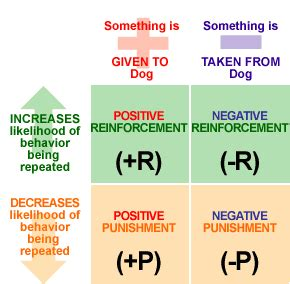 Something is
GIVEN TO
Dog
Something is
TAKEN FROM
Dog
INCREASES
likelihood of
behavior
being
repeated
POSITIVE
REINFORCEMENT
(+R)
NEGATIVE
REINFORCEMENT
(-R)
DECREASES
likelihood of
behavior
being
repeated
POSITIVE
PUNISHMENT
(+P)
NEGATIVE
PUNISHMENT
(-P)